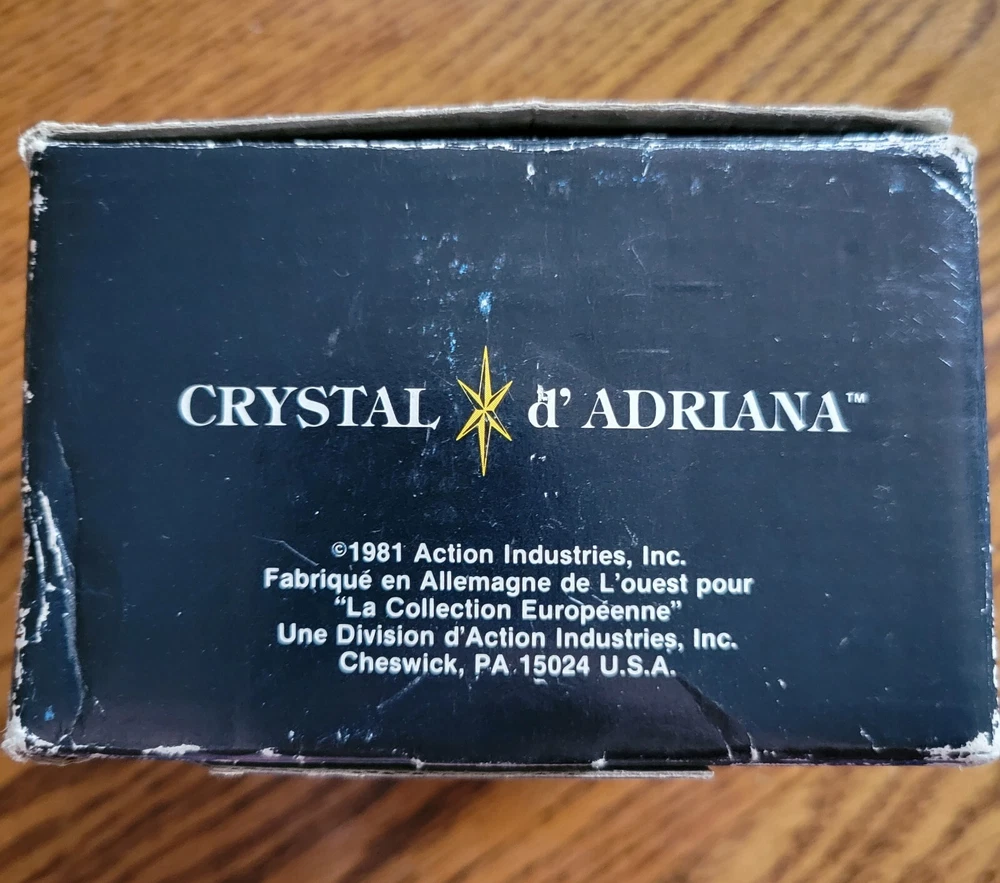 CRYSTAL d' ADRIANA™
©1981 Action Industries, Inc.
Fabriqué en Allemagne de L'ouest pour
"La Collection Européenne"
Une Division d'Action Industries, Inc.
Cheswick, PA 15024 U.S.A.